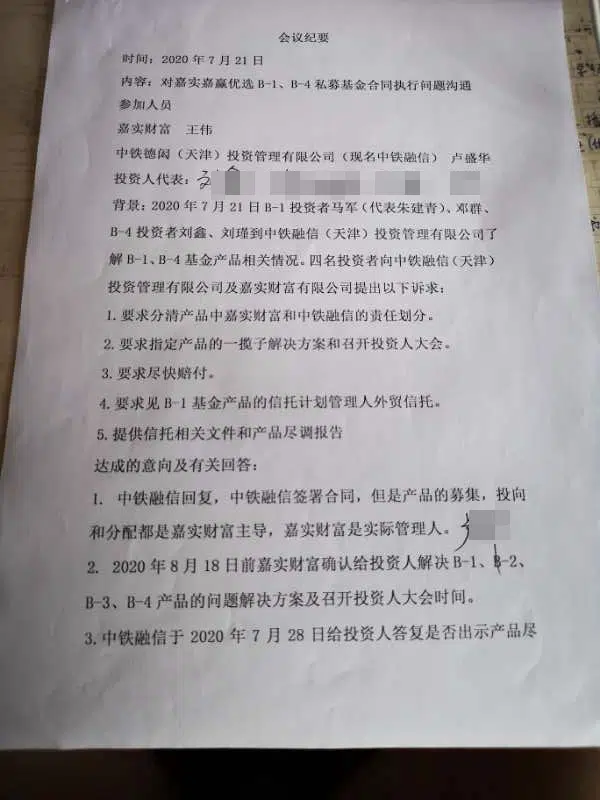 会议纪要
时间：2020 年 7 月 21 日
内容：对嘉实嘉赢优选 B-1、B-4 私募基金合同执行问题沟通
参加人员
嘉实财富 王伟
中铁德闳（天津）投资管理有限公司（现名中铁融信） 卢盛华
投资人代表：
背景：2020 年 7 月 21 日 B-1 投资者马军（代表朱建青）、邓群、
B-4 投资者刘鑫、刘瑾到中铁融信（天津）投资管理有限公司了
解 B-1、B-4 基金产品相关情况。四名投资者向中铁融信（天津）
投资管理有限公司及嘉实财富有限公司提出以下诉求：
1.要求分清产品中嘉实财富和中铁融信的责任划分。
2.要求指定产品的一揽子解决方案和召开投资人大会。
3.要求尽快赔付。
4.要求见 B-1 基金产品的信托计划管理人外贸信托。
5.提供信托相关文件和产品尽调报告
达成的意向及有关回答：
1. 中铁融信回复，中铁融信签署合同，但是产品的募集，投向
和分配都是嘉实财富主导，嘉实财富是实际管理人。
2. 2020 年 8 月 18 日前嘉实财富确认给投资人解决 B-1、B-2、
B-3、B-4 产品的问题解决方案及召开投资人大会时间。
3.中铁融信于 2020 年 7 月 28 日给投资人答复是否出示产品尽